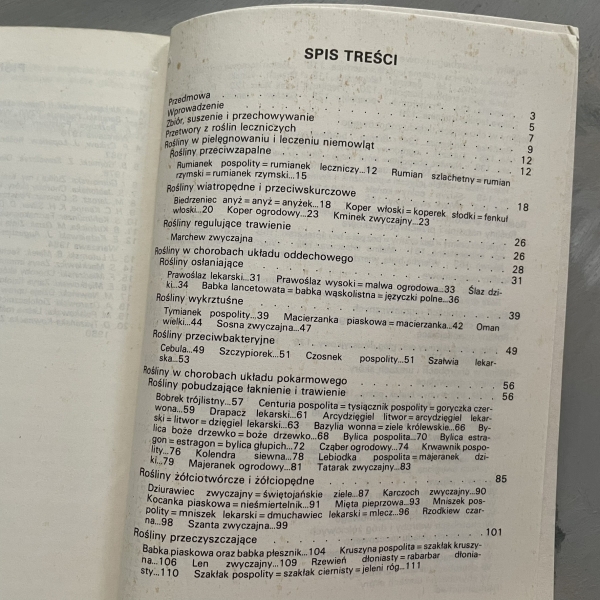 SPIS TREŚCI
Przedmowa . . . . . . . . . . 3
Wprowadzenie . . . . . . . . . . 5
Zbiór, suszenie i przechowywanie . . . . . . . . . . 7
Przetwory z roślin leczniczych . . . . . . . . . . 9
Rośliny w pielęgnowaniu i leczeniu niemowląt . . . . . . . . . . 12
Rośliny przeciwzapalne . . . . . . . . . . 12
Rumianek pospolity = rumianek leczniczy...12 Rumian szlachetny = rumian
rzymski = rumianek rzymski...15
Rośliny wiatropędne i przeciwskurczowe . . . . . . . . . . 18
Biedrzeniec anyż = anyż = anyżek...18 Koper włoski = koperek słodki = fenkuł
włoski...20 Koper ogrodowy...23 Kminek zwyczajny...23
Rośliny regulujące trawienie . . . . . . . . . . 26
Marchew zwyczajna . . . . . . . . . . 26
Rośliny w chorobach układu oddechowego . . . . . . . . . . 28
Rośliny osłaniające . . . . . . . . . . 31
Prawoślaz lekarski...31 Prawoślaz wysoki = malwa ogrodowa...33 Ślaz dzi-
ki...34 Babka lancetowata = babka wąskolistna = języczki polne...36
Rośliny wykrztuśne . . . . . . . . . . 39
Tymianek pospolity...39 Macierzanka piaskowa = macierzanka...42 Oman
wielki...44 Sosna zwyczajna...47
Rośliny przeciwbakteryjne . . . . . . . . . . 49
Cebula...49 Szczypiorek...51 Czosnek pospolity...51 Szałwia lekar-
ska...53
Rośliny w chorobach układu pokarmowego . . . . . . . . . . 56
Rośliny pobudzające łaknienie i trawienie . . . . . . . . . . 56
Bobrek trójlistny...57 Centuria pospolita = tysiącznik pospolity = goryczka czer-
wona...59 Drapacz lekarski...61 Arcydzięgiel litwor = arcydzięgiel lekar-
ski = litwor = dzięgiel lekarski...63 Bazylia wonna = ziele królewskie...66 By-
lica boże drzewko = boże drzewko...68 Bylica pospolita...70 Bylica estra-
gon = estragon = bylica głupich...72 Cząber ogrodowy...74 Krwawnik pospo-
lity...76 Kolendra siewna...78 Lebiodka pospolita = majeranek dzi-
ki...79 Majeranek ogrodowy...81 Tatarak zwyczajny...83
Rośliny żółciotwórcze i żółciopędne . . . . . . . . . . 85
Dziurawiec zwyczajny = świętojańskie ziele...87 Karczoch zwyczajny...90
Kocanka piaskowa = nieśmiertelnik...91 Mięta pieprzowa...93 Mniszek pos-
polity = mniszek lekarski = dmuchawiec lekarski = mlecz...96 Rzodkiew czar-
na...98 Szanta zwyczajna...99
Rośliny przeczyszczające . . . . . . . . . . 101
Babka piaskowa oraz babka płesznik...104 Kruszyna pospolita = szakłak kruszy-
na...106 Len zwyczajny...109 Rzewień dłoniasty = rabarbar dłonia-
sty...110 Szakłak pospolity = szakłak ciernisty = jeleni róg...111